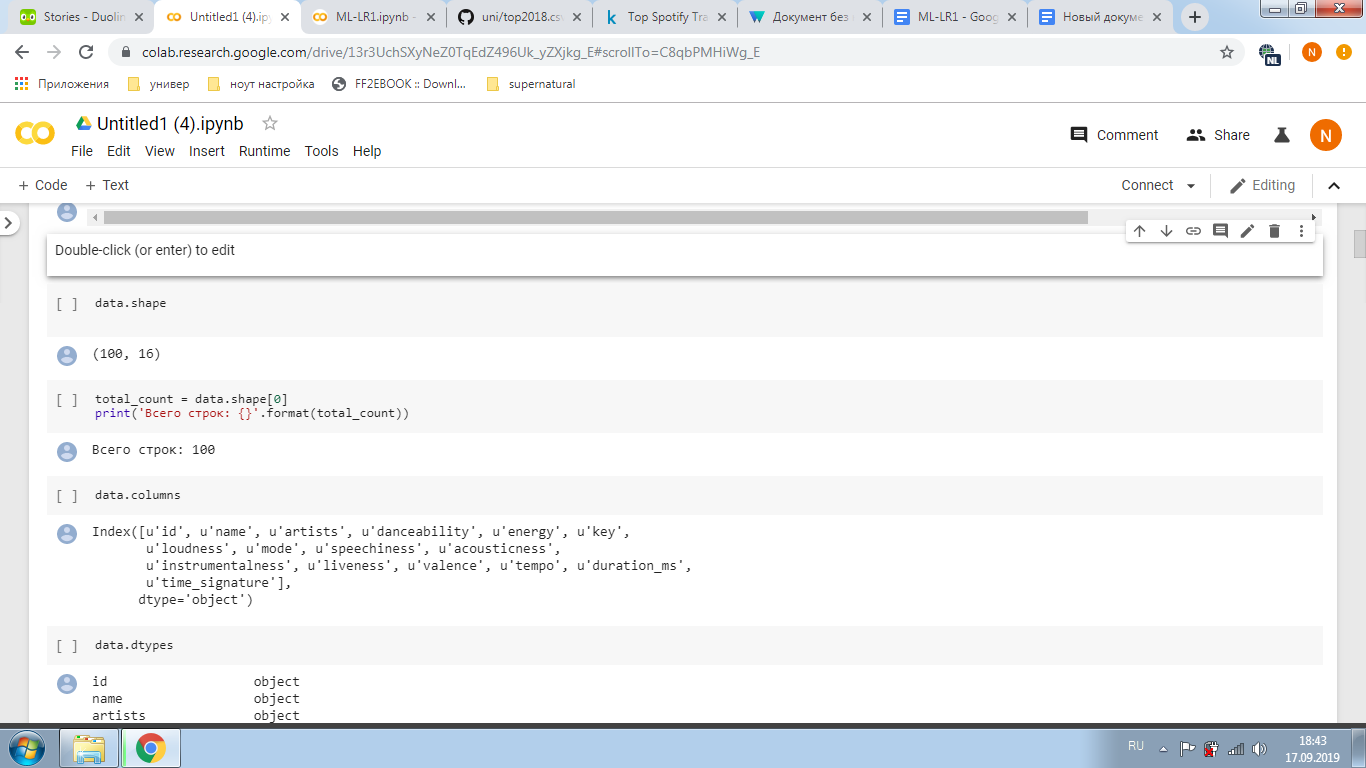 Stories - Duolin
Untitled1 (4).ipy
ML-LR1.ipynb -
uni/top2018.cs
Top Spotify Tra
Документ без
ML-LR1 - Goog
Новый докуме
colab.research.google.com/drive/13r3UchSXyNeZ0TqEdZ496Uk_yZXjkg_E#scrollTo=C8qbPMHiWg_E
NL
N
Приложения
универ
ноут настройка
FF2EBOOK :: Downl...
supernatural
Untitled1 (4).ipynb
File Edit View Insert Runtime Tools Help
Comment
Share
N
+ Code + Text
Connect
Editing
Double-click (or enter) to edit
[ ] data.shape
(100, 16)
[ ] total_count = data.shape[0]
print('Всего строк: {}'.format(total_count))
Всего строк: 100
[ ] data.columns
Index([u'id', u'name', u'artists', u'danceability', u'energy', u'key',
u'loudness', u'mode', u'speechiness', u'acousticness',
u'instrumentalness', u'liveness', u'valence', u'tempo', u'duration_ms',
u'time_signature'],
dtype='object')
[ ] data.dtypes
id object
name object
artists object
RU
18:43
17.09.2019